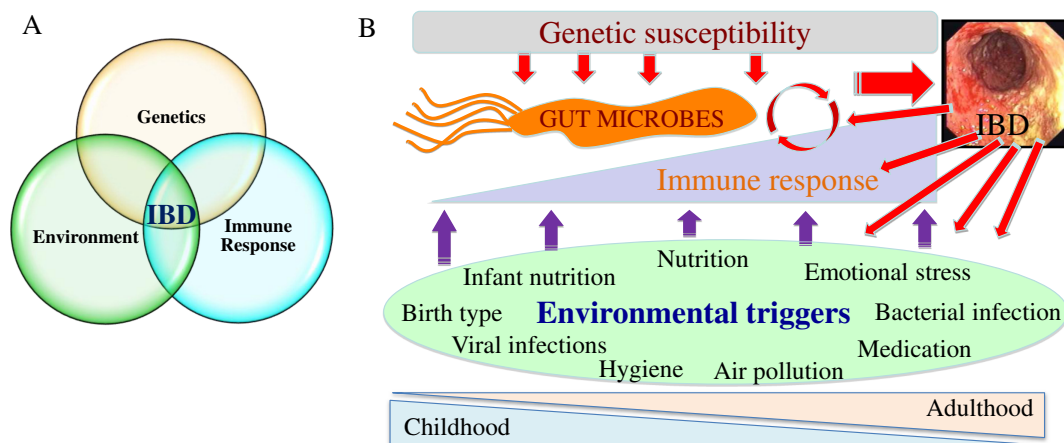 A
Genetics
Environment
IBD
Immune
Response
B
Genetic susceptibility
GUT MICROBES
IBD
Immune response
Infant nutrition
Nutrition
Emotional stress
Birth type
Environmental triggers
Bacterial infection
Viral infections
Medication
Hygiene
Air pollution
Adulthood
Childhood